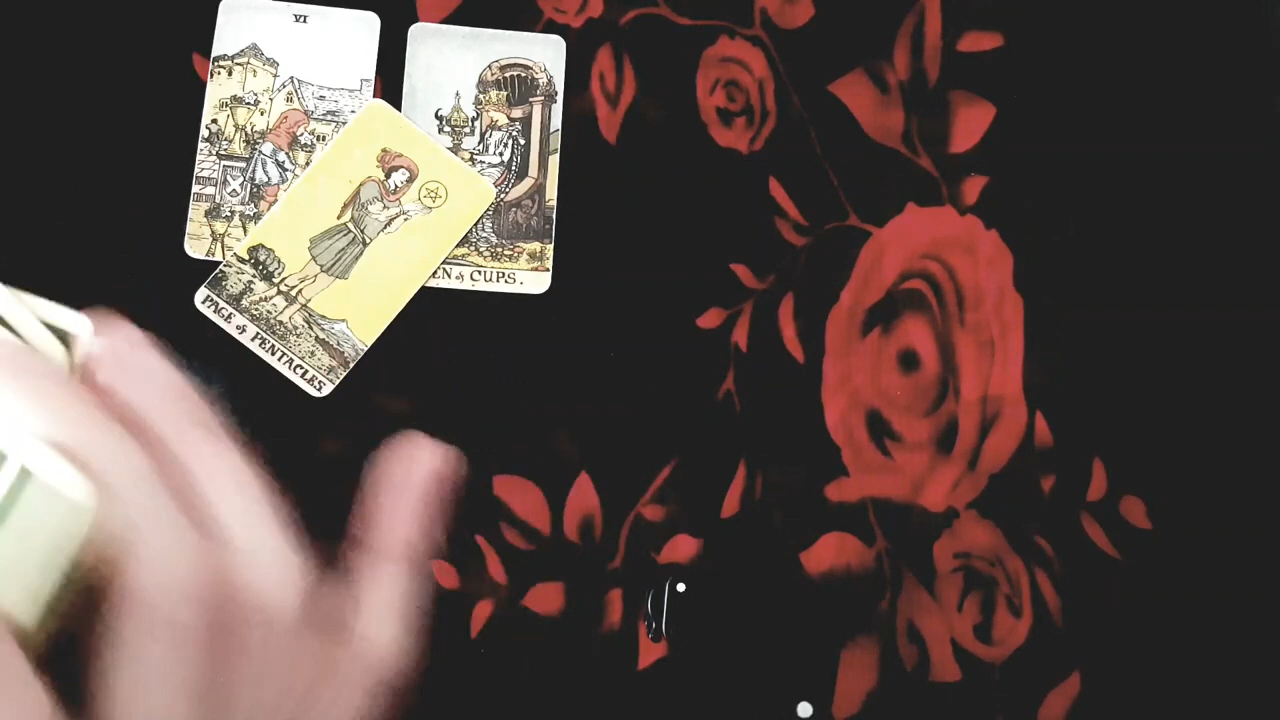 VI
EN of CUPS.
PAGE of PENTACLES.